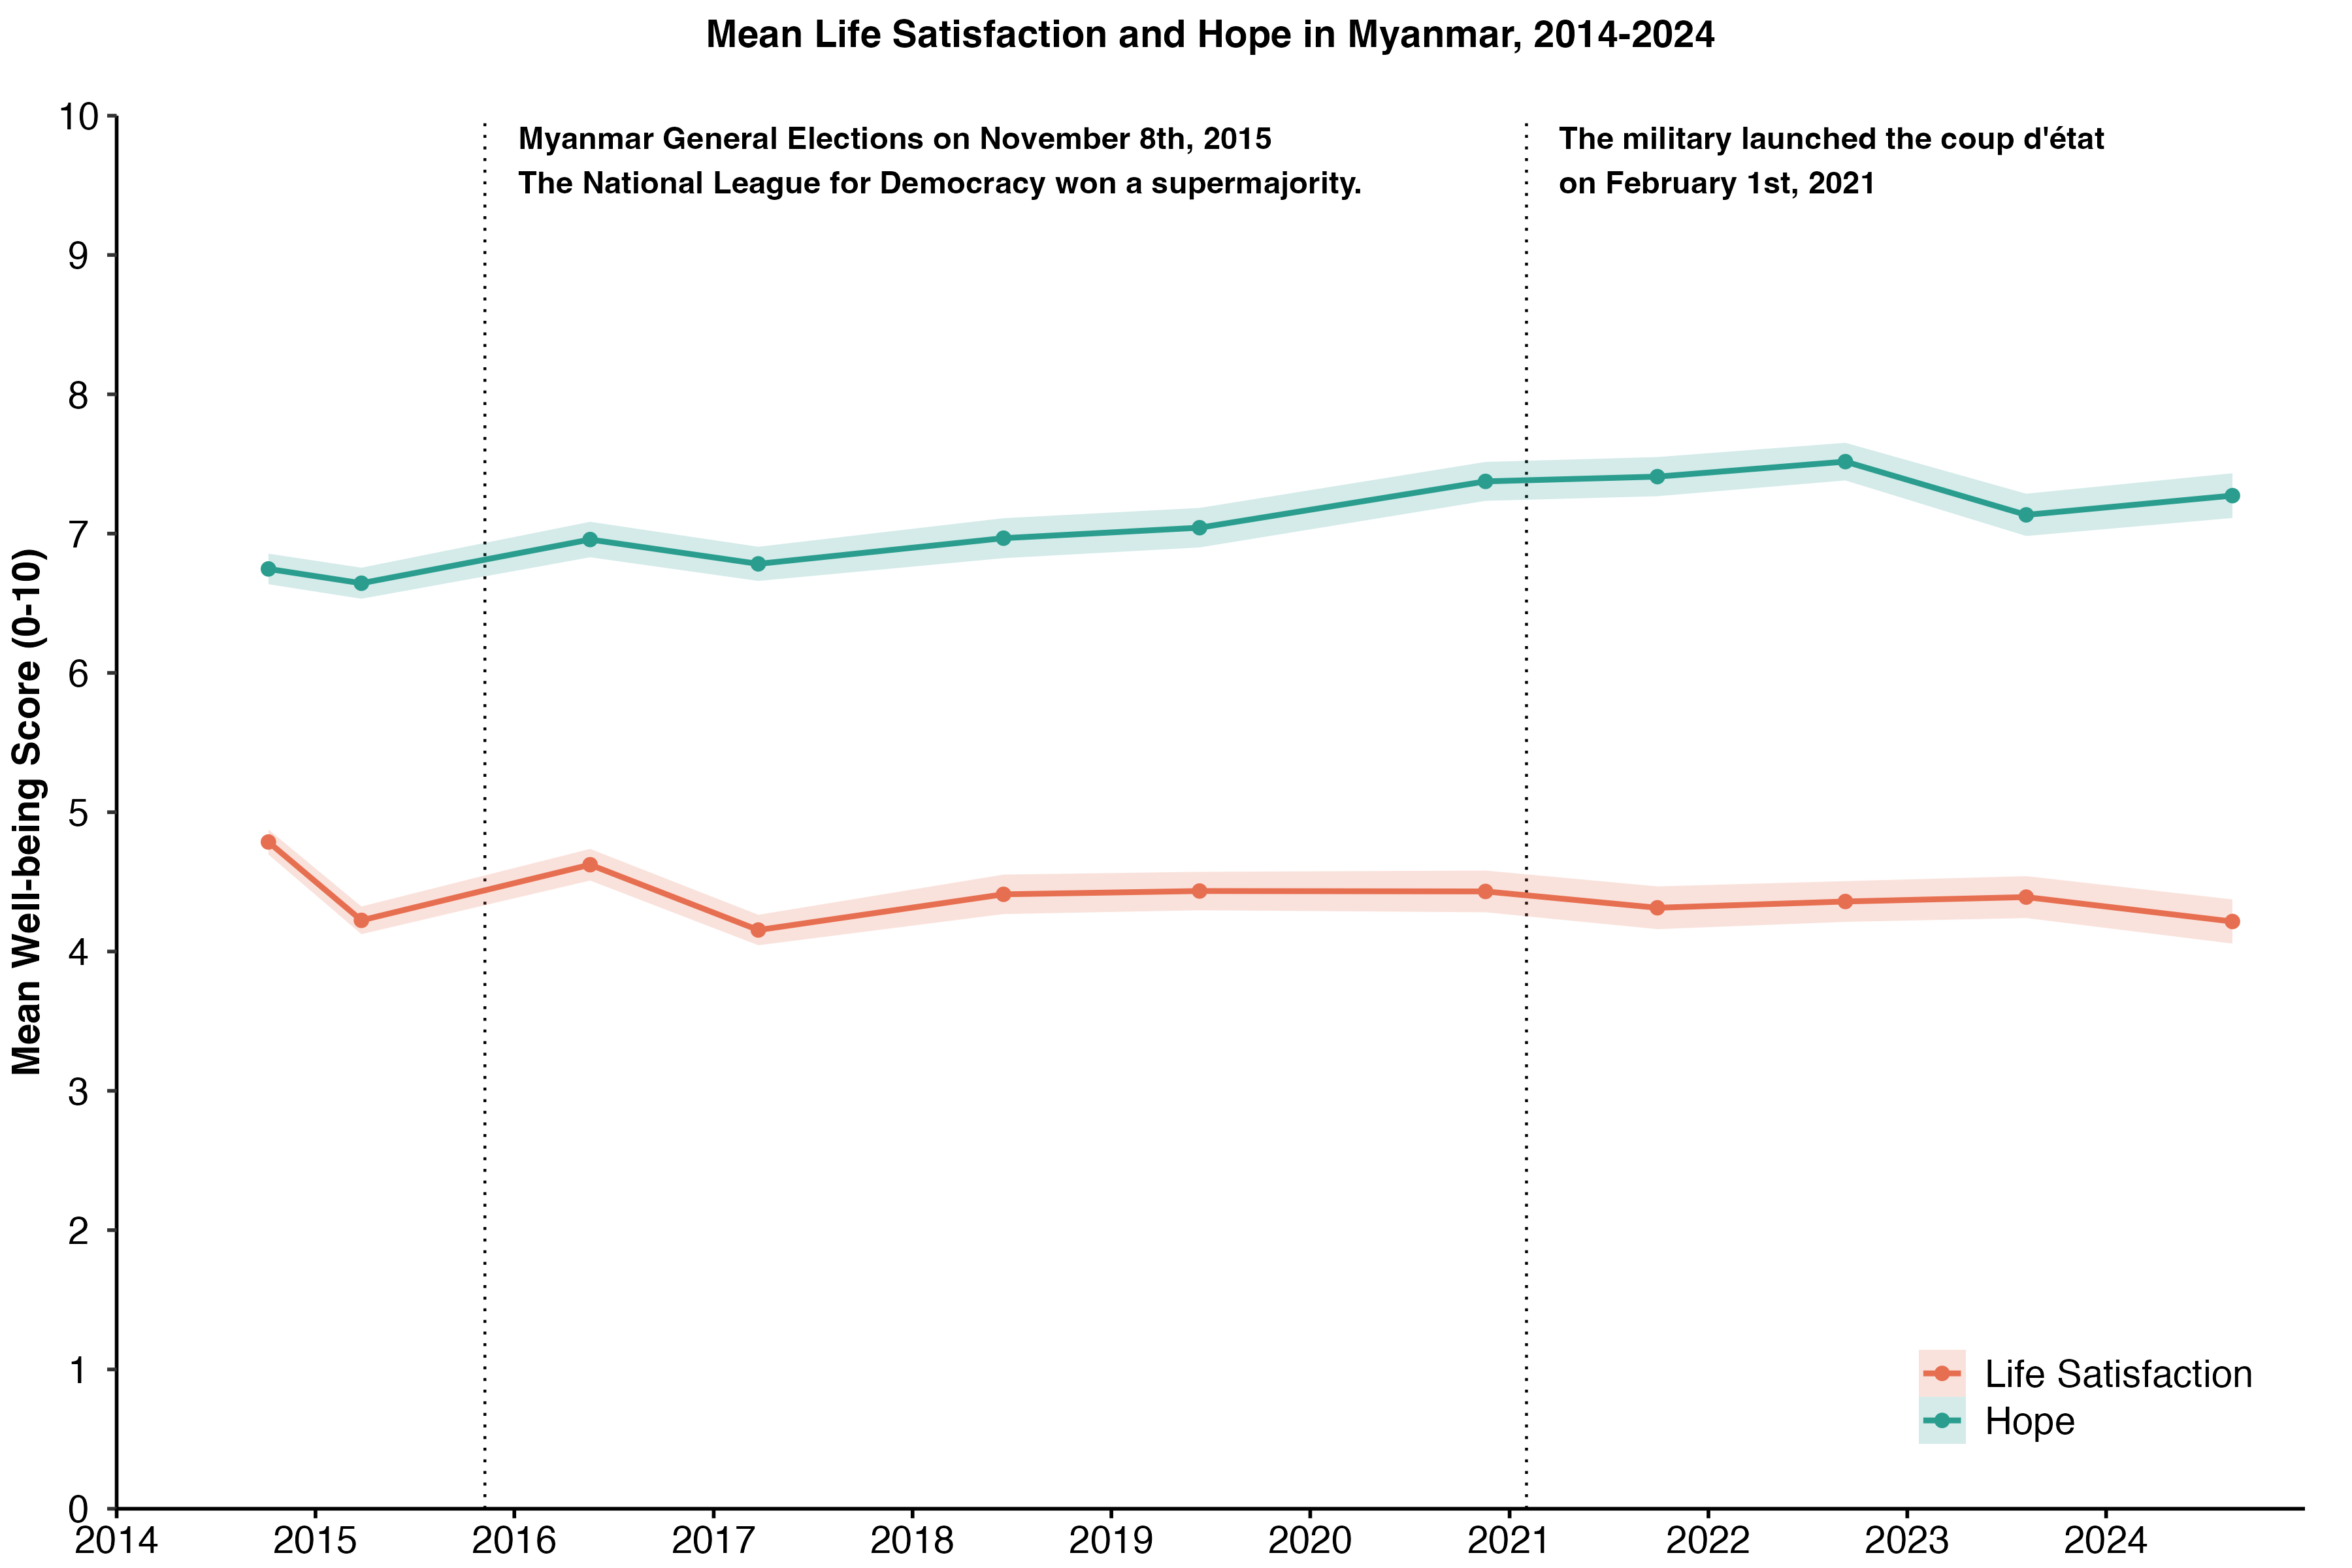 Mean Life Satisfaction and Hope in Myanmar, 2014-2024
Myanmar General Elections on November 8th, 2015
The National League for Democracy won a supermajority.
The military launched the coup d'état
on February 1st, 2021
Mean Well-being Score (0-10)
10
9
8
7
6
5
4
3
2
1
0
2014 2015 2016 2017 2018 2019 2020 2021 2022 2023 2024
Life Satisfaction
Hope